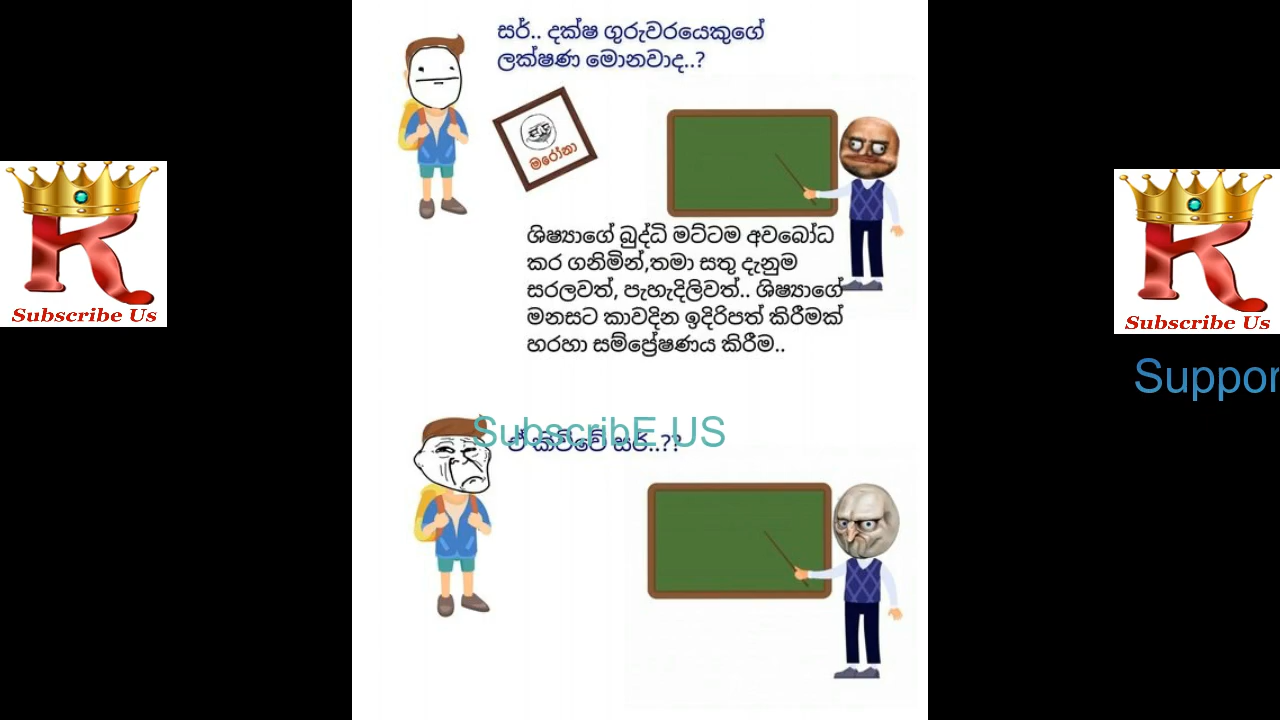 සර්.. දක්ෂ ගුරුවරයෙකුගේ
ලක්ෂණ මොනවාද..?
මරෝනා
ශිෂ්‍යාගේ බුද්ධි මට්ටම අවබෝධ
කර ගනිමින්,තමා සතු දැනුම
සරලවත්, පැහැදිලිවත්.. ශිෂ්‍යාගේ
මනසට කාවදින ඉදිරිපත් කිරීමක්
හරහා සම්ප්‍රේෂණය කිරීම..
R
Subscribe Us
R
Subscribe Us
Suppor
SubscribE US
ඒ කිව්වේ සර්..??